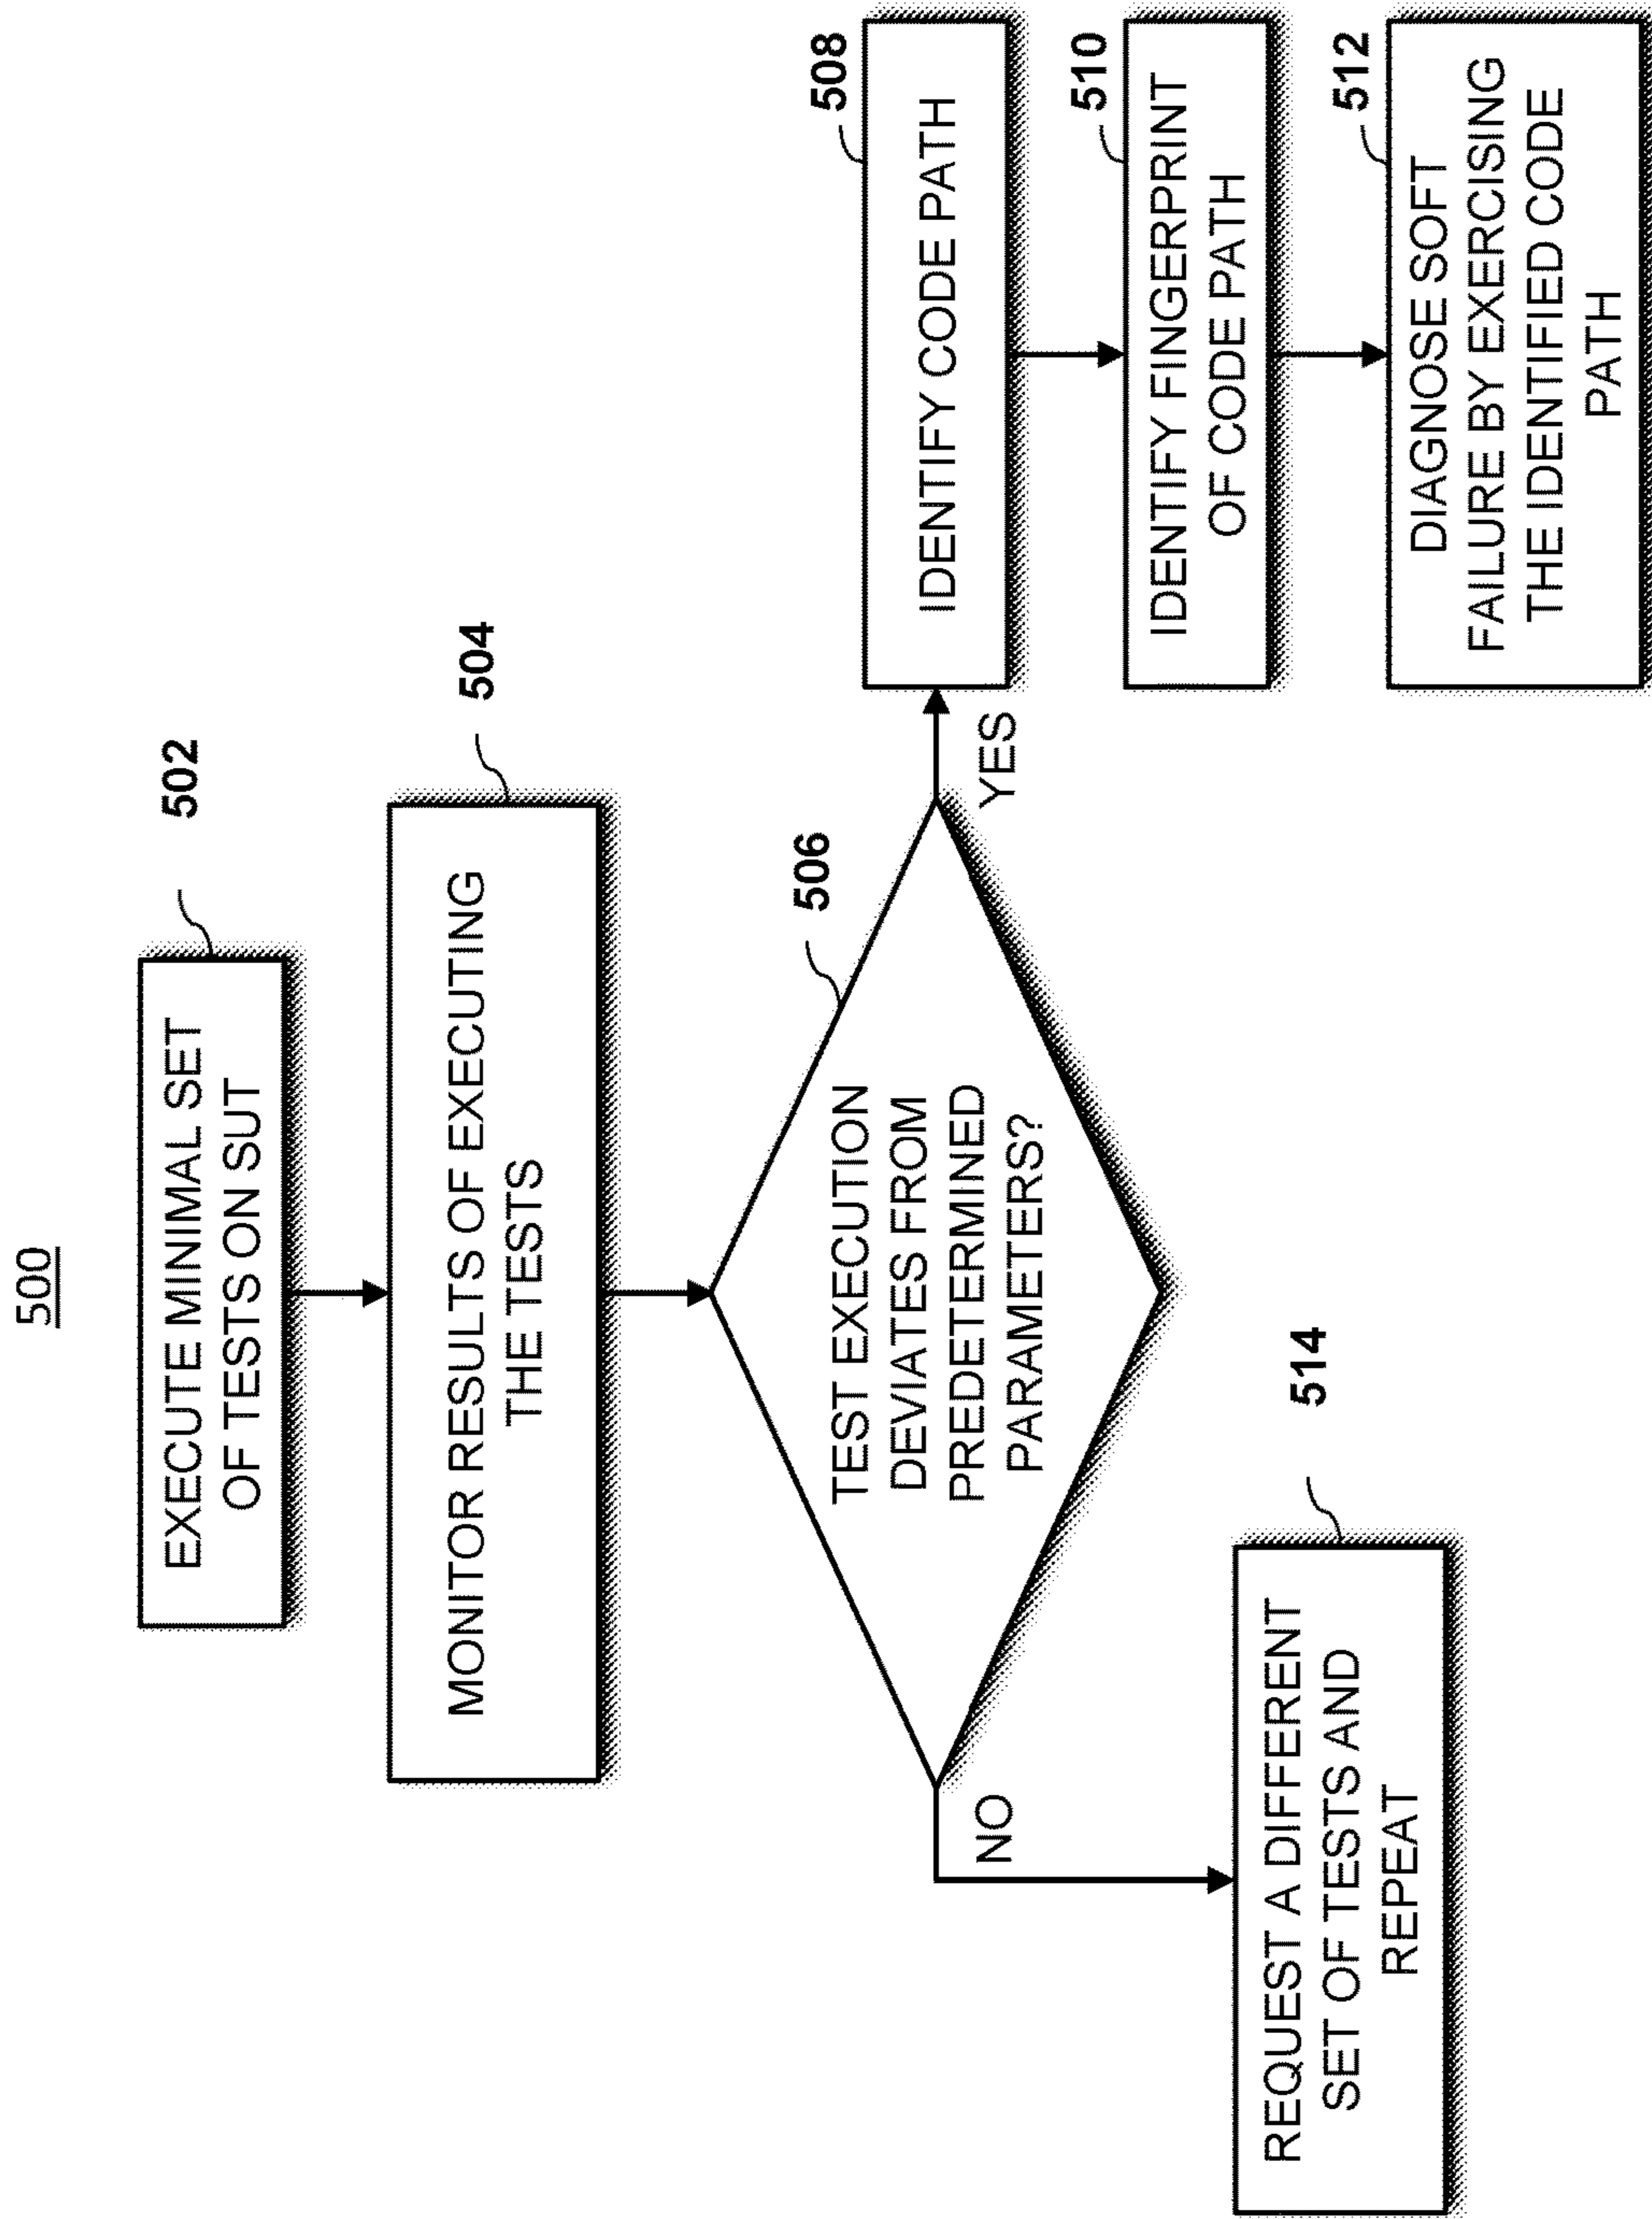 500
502
EXECUTE MINIMAL SET
OF TESTS ON SUT
504
MONITOR RESULTS OF EXECUTING
THE TESTS
506
TEST EXECUTION
DEVIATES FROM
PREDETERMINED
PARAMETERS?
YES
508
IDENTIFY CODE PATH
510
IDENTIFY FINGERPRINT
OF CODE PATH
512
DIAGNOSE SOFT
FAILURE BY EXERCISING
THE IDENTIFIED CODE
PATH
NO
514
REQUEST A DIFFERENT
SET OF TESTS AND
REPEAT